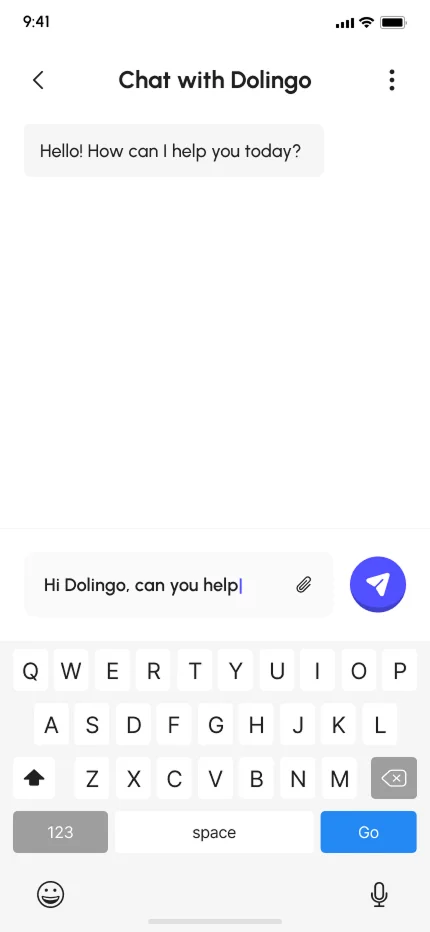 9:41
Chat with Dolingo
Hello! How can I help you today?
Hi Dolingo, can you help
Q W E R T Y U I O P
A S D F G H J K L
Z X C V B N M
123 space Go